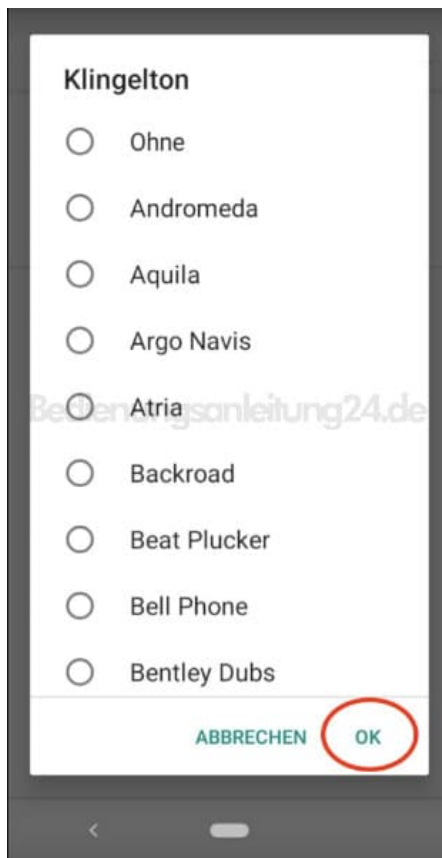 Klingelton
Ohne
Andromeda
Aquila
Argo Navis
Atria
Bedienungsanleitung24.de
Backroad
Beat Plucker
Bell Phone
Bentley Dubs
ABBRECHEN OK